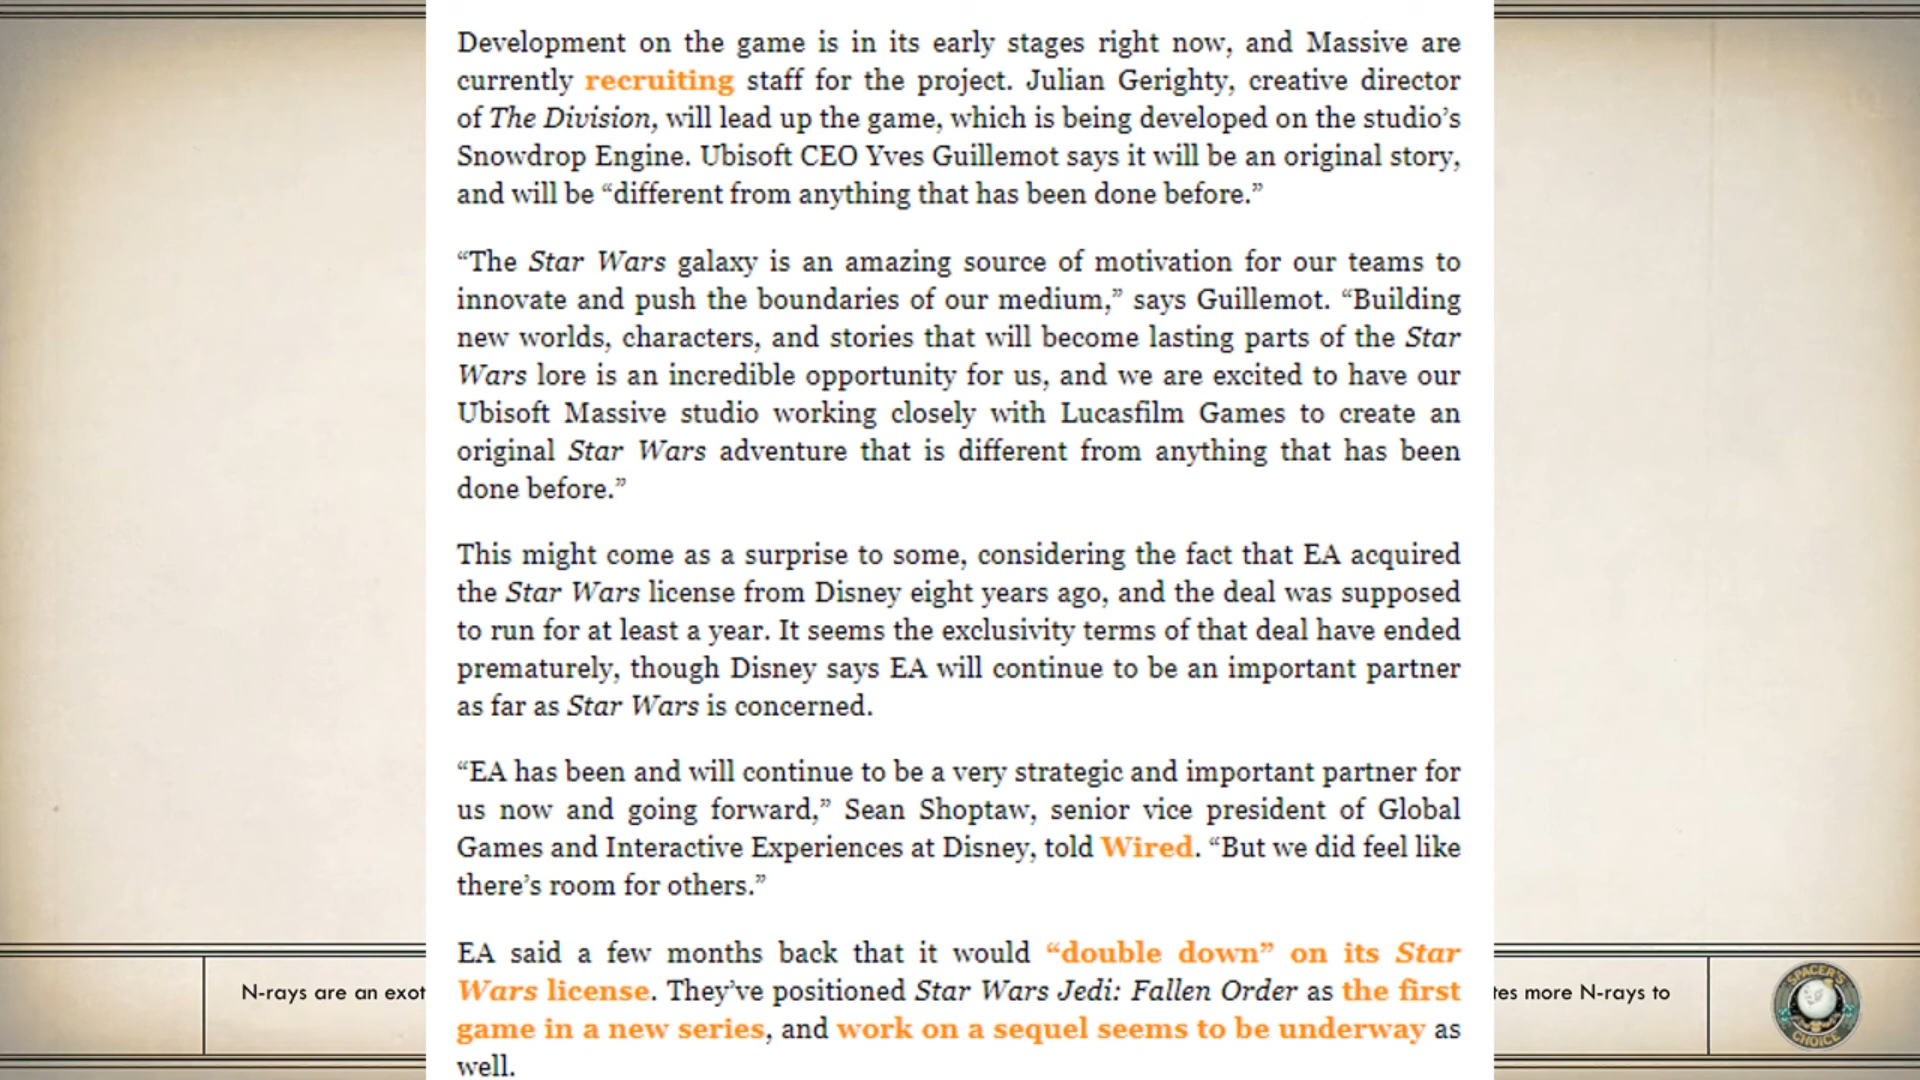 Development on the game is in its early stages right now, and Massive are
currently recruiting staff for the project. Julian Gerighty, creative director
of The Division, will lead up the game, which is being developed on the studio’s
Snowdrop Engine. Ubisoft CEO Yves Guillemot says it will be an original story,
and will be “different from anything that has been done before.”
“The Star Wars galaxy is an amazing source of motivation for our teams to
innovate and push the boundaries of our medium,” says Guillemot. “Building
new worlds, characters, and stories that will become lasting parts of the Star
Wars lore is an incredible opportunity for us, and we are excited to have our
Ubisoft Massive studio working closely with Lucasfilm Games to create an
original Star Wars adventure that is different from anything that has been
done before.”
This might come as a surprise to some, considering the fact that EA acquired
the Star Wars license from Disney eight years ago, and the deal was supposed
to run for at least a year. It seems the exclusivity terms of that deal have ended
prematurely, though Disney says EA will continue to be an important partner
as far as Star Wars is concerned.
“EA has been and will continue to be a very strategic and important partner for
us now and going forward,” Sean Shoptaw, senior vice president of Global
Games and Interactive Experiences at Disney, told Wired. “But we did feel like
there’s room for others.”
EA said a few months back that it would “double down” on its Star
Wars license. They’ve positioned Star Wars Jedi: Fallen Order as the first
game in a new series, and work on a sequel seems to be underway as
well.
N-rays are an exot
tes more N-rays to
SPACER'S
CHOICE